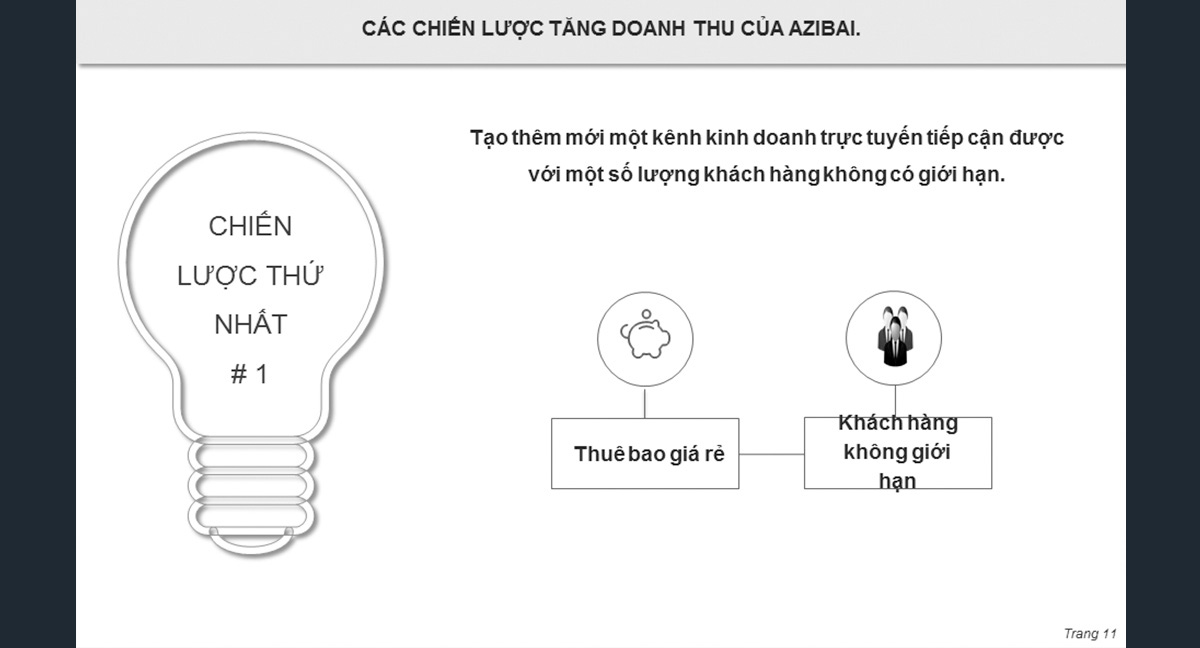 CÁC CHIẾN LƯỢC TĂNG DOANH THU CỦA AZIBAI.
Tạo thêm mới một kênh kinh doanh trực tuyến tiếp cận được
với một số lượng khách hàng không có giới hạn.
CHIẾN
LƯỢC THỨ
NHẤT
# 1
Thuê bao giá rẻ
Khách hàng
không giới
hạn
Trang 11